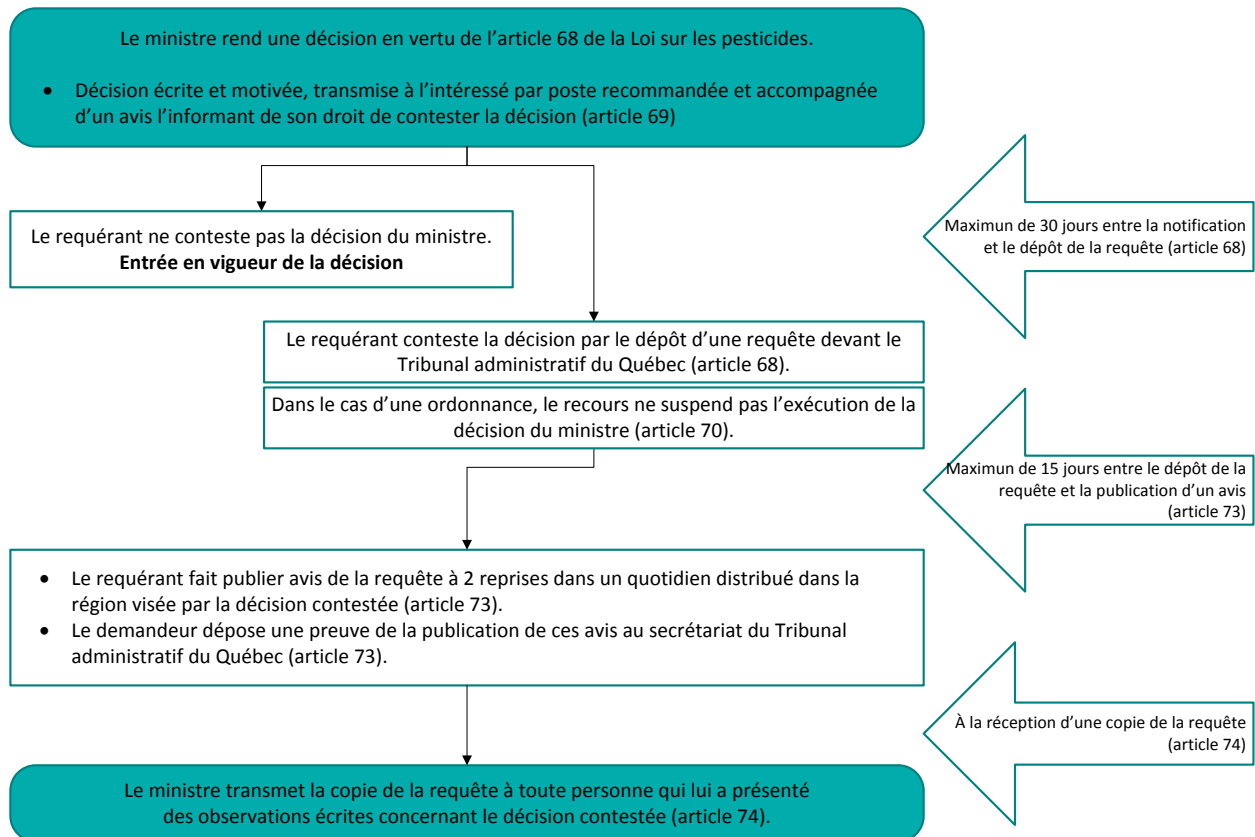 Le ministre rend une décision en vertu de l’article 68 de la Loi sur les pesticides.
• Décision écrite et motivée, transmise à l’intéressé par poste recommandée et accompagnée
d’un avis l’informant de son droit de contester la décision (article 69)
Le requérant ne conteste pas la décision du ministre.
Entrée en vigueur de la décision
Maximun de 30 jours entre la notification
et le dépôt de la requête (article 68)
Le requérant conteste la décision par le dépôt d’une requête devant le
Tribunal administratif du Québec (article 68).
Dans le cas d’une ordonnance, le recours ne suspend pas l’exécution de la
décision du ministre (article 70).
Maximun de 15 jours entre le dépôt de la
requête et la publication d’un avis
(article 73)
• Le requérant fait publier avis de la requête à 2 reprises dans un quotidien distribué dans la
région visée par la décision contestée (article 73).
• Le demandeur dépose une preuve de la publication de ces avis au secrétariat du Tribunal
administratif du Québec (article 73).
À la réception d’une copie de la requête
(article 74)
Le ministre transmet la copie de la requête à toute personne qui lui a présenté
des observations écrites concernant le décision contestée (article 74).